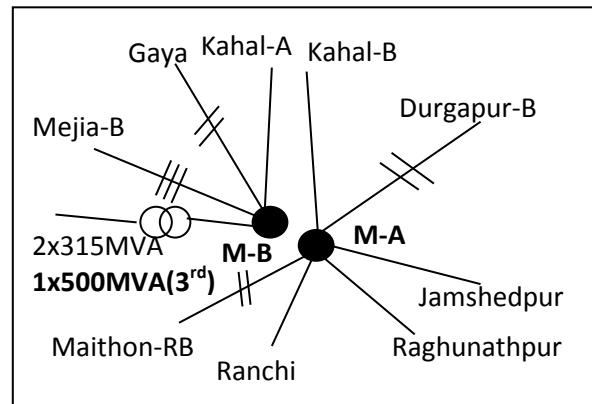 Gaya
Kahal-A
Kahal-B
Durgapur-B
Mejia-B
2x315MVA
1x500MVA(3rd)
M-B
M-A
Jamshedpur
Raghunathpur
Maithon-RB
Ranchi